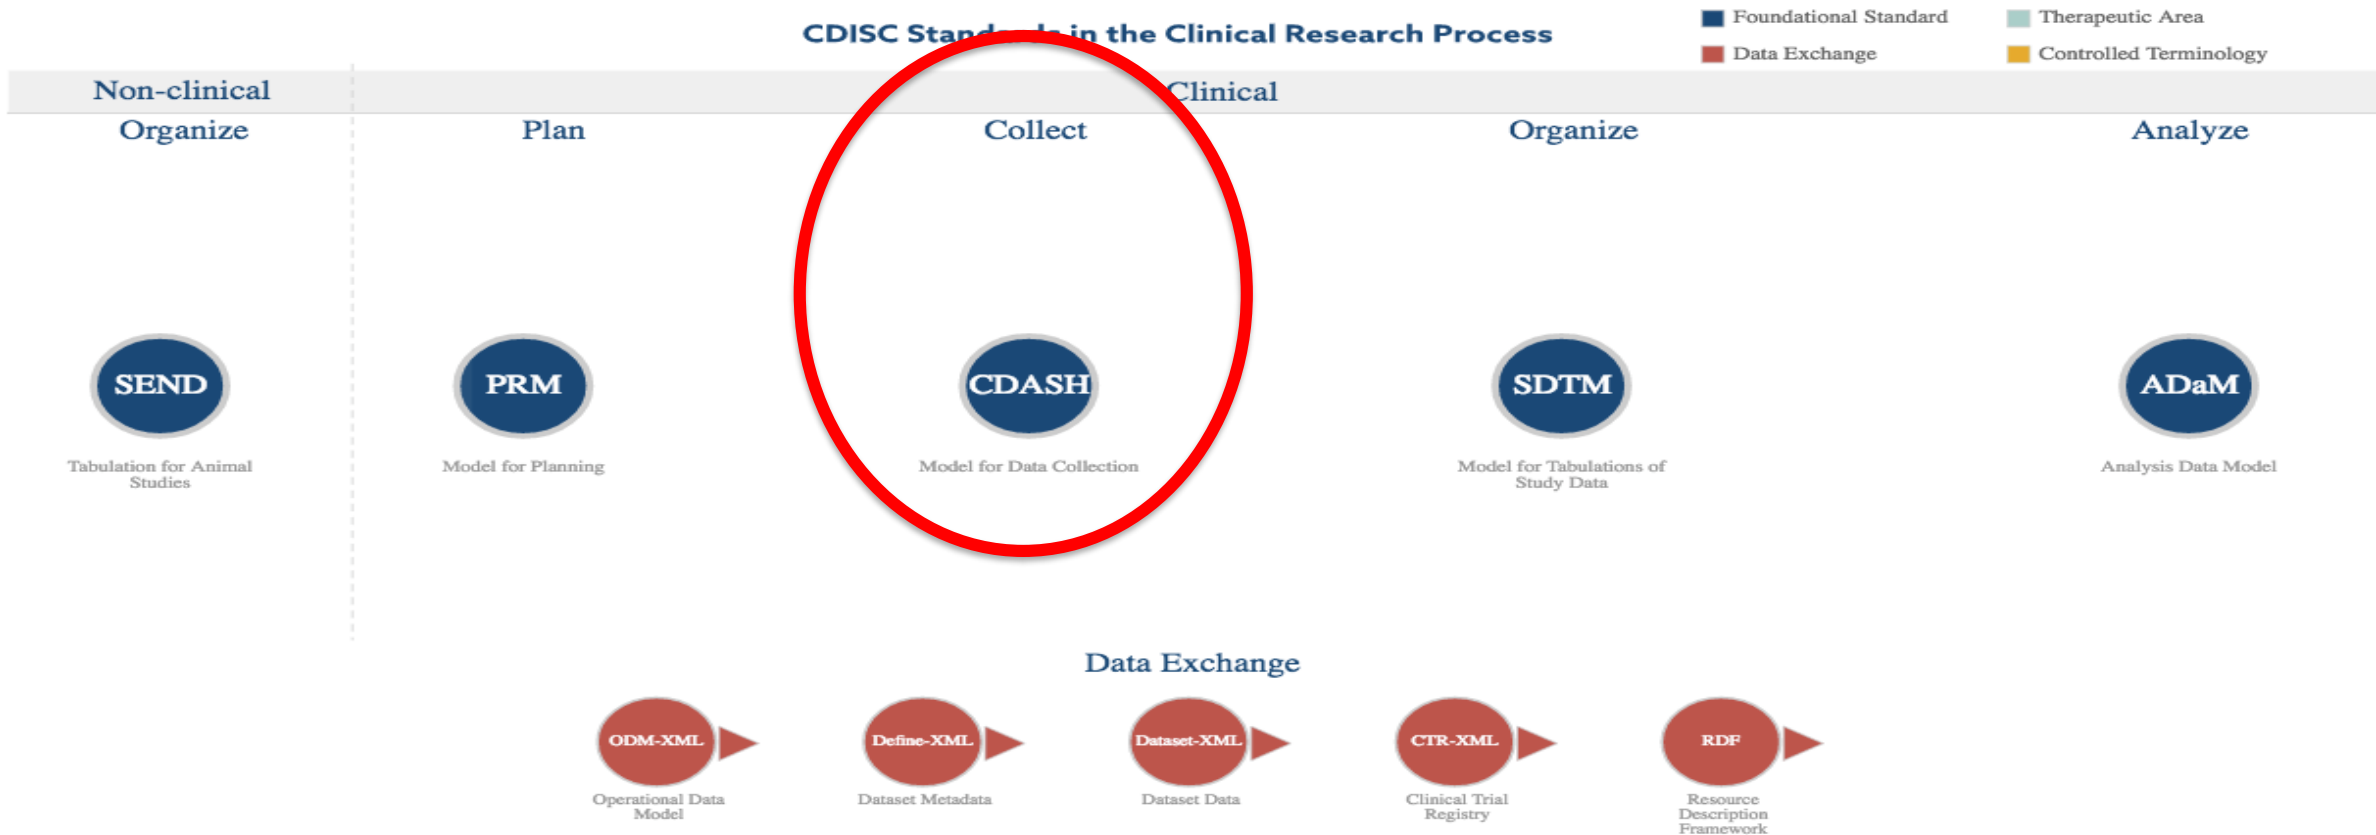 CDISC Standards in the Clinical Research Process
Foundational Standard
Therapeutic Area
Data Exchange
Controlled Terminology
Non-clinical
Clinical
Organize
Plan
Collect
Organize
Analyze
SEND
PRM
CDASH
SDTM
ADaM
Tabulation for Animal
Studies
Model for Planning
Model for Data Collection
Model for Tabulations of
Study Data
Analysis Data Model
Data Exchange
ODM-XML
Define-XML
Dataset-XML
CTR-XML
RDF
Operational Data
Model
Dataset Metadata
Dataset Data
Clinical Trial
Registry
Resource
Description
Framework